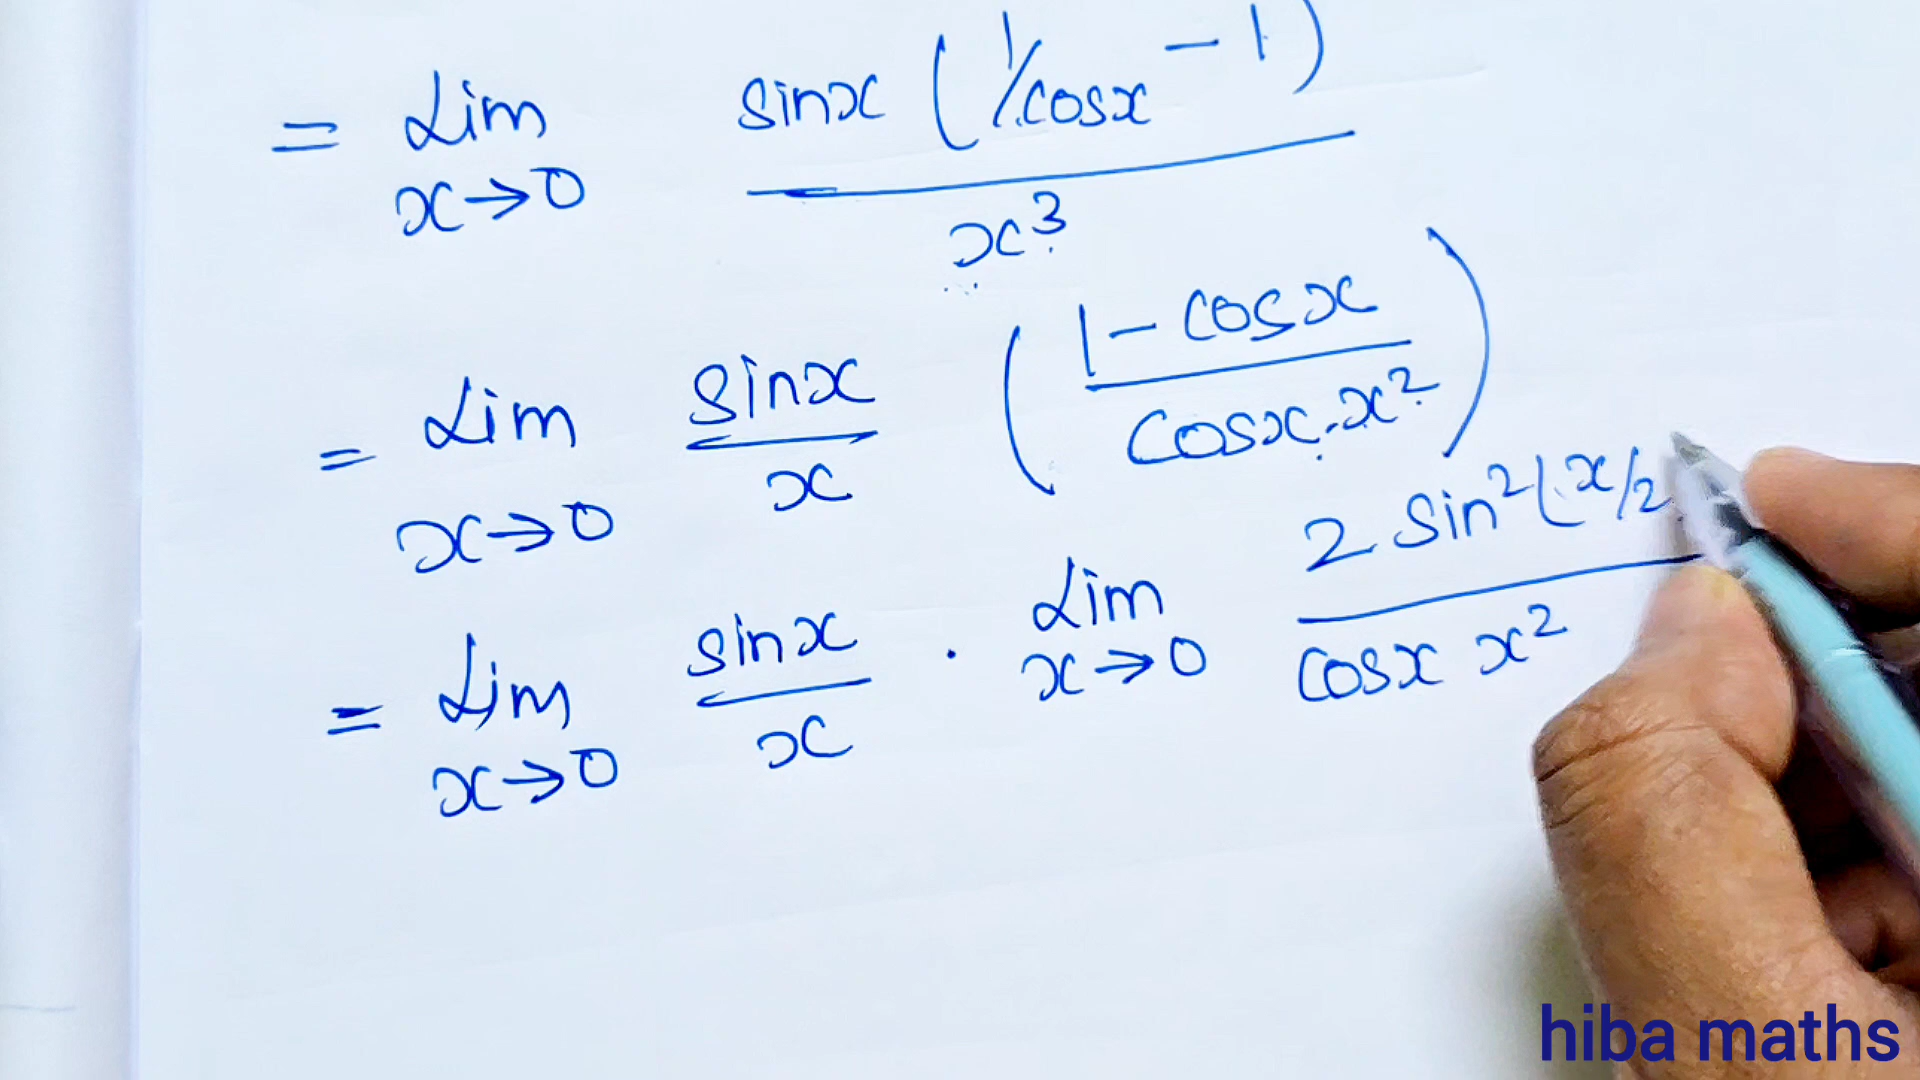 = Lim x→0 sinx (1/cosx - 1) / x³
= Lim x→0 sinx / x (1 - cosx / cosx.x²)
= Lim x→0 sinx / x . Lim x→0 2 sin²(x/2 / cosx x²
hiba maths